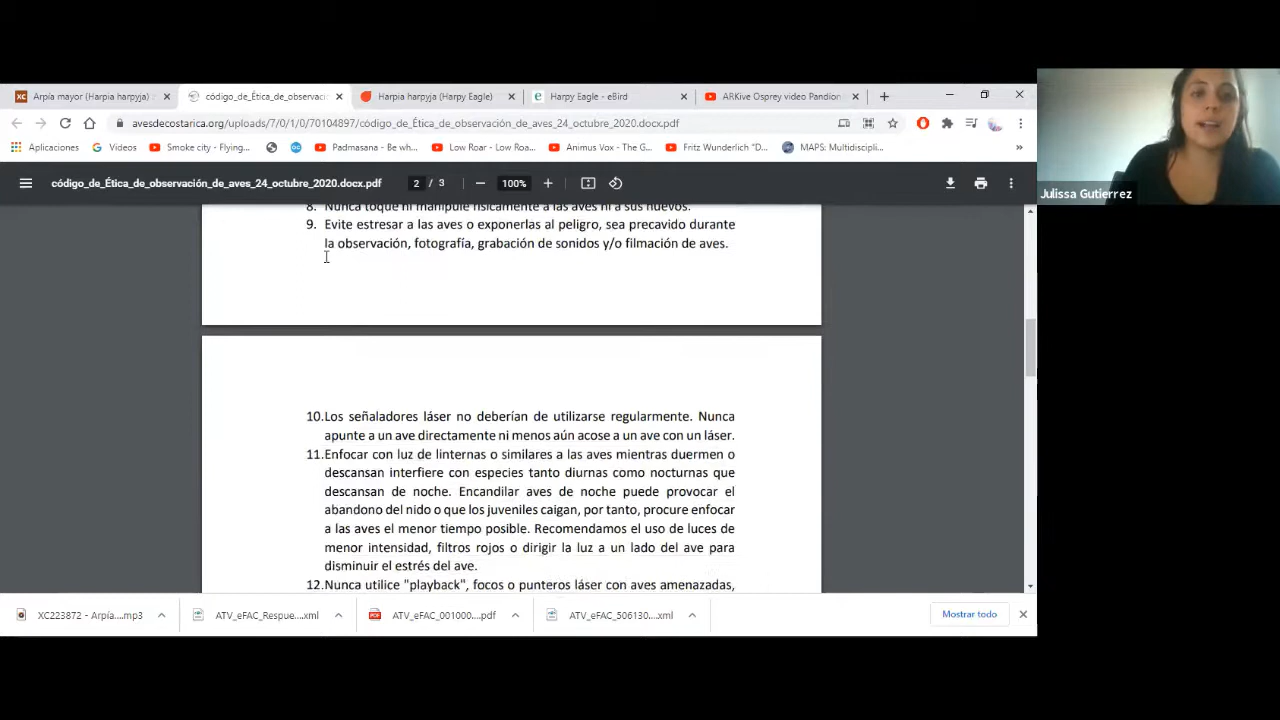 Arpía mayor (Harpia harpyja)
código_de_Ética_de_observaci
Harpia harpyja (Harpy Eagle)
Harpy Eagle - eBird
ARKive Osprey video Pandion
avesdecostarica.org/uploads/7/0/1/0/70104897/código_de_Ética_de_observación_de_aves_24_octubre_2020.docx.pdf
Aplicaciones
Videos
Smoke city - Flying...
Padmasana - Be wh...
Low Roar - Low Roa...
Animus Vox - The G...
Fritz Wunderlich "D...
MAPS: Multidiscipli...
Julissa Gutierrez
código_de_Ética_de_observación_de_aves_24_octubre_2020.docx.pdf
2 / 3
100%
8. Nunca toque ni manipule físicamente a las aves ni a sus huevos.
9. Evite estresar a las aves o exponerlas al peligro, sea precavido durante
la observación, fotografía, grabación de sonidos y/o filmación de aves.
10.Los señaladores láser no deberían de utilizarse regularmente. Nunca
apunte a un ave directamente ni menos aún acose a un ave con un láser.
11.Enfocar con luz de linternas o similares a las aves mientras duermen o
descansan interfiere con especies tanto diurnas como nocturnas que
descansan de noche. Encandilar aves de noche puede provocar el
abandono del nido o que los juveniles caigan, por tanto, procure enfocar
a las aves el menor tiempo posible. Recomendamos el uso de luces de
menor intensidad, filtros rojos o dirigir la luz a un lado del ave para
disminuir el estrés del ave.
12.Nunca utilice "playback", focos o punteros láser con aves amenazadas,
XC223872 - Arpía....mp3
ATV_eFAC_Respue....xml
ATV_eFAC_001000....pdf
ATV_eFAC_506130....xml
Mostrar todo